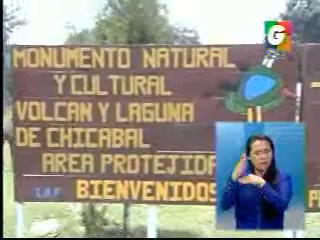 MONUMENTO NATURAL
Y CULTURAL
VOLCAN Y LAGUNA
DE CHICABAL
AREA PROTEJIDA
BIENVENIDOS
G